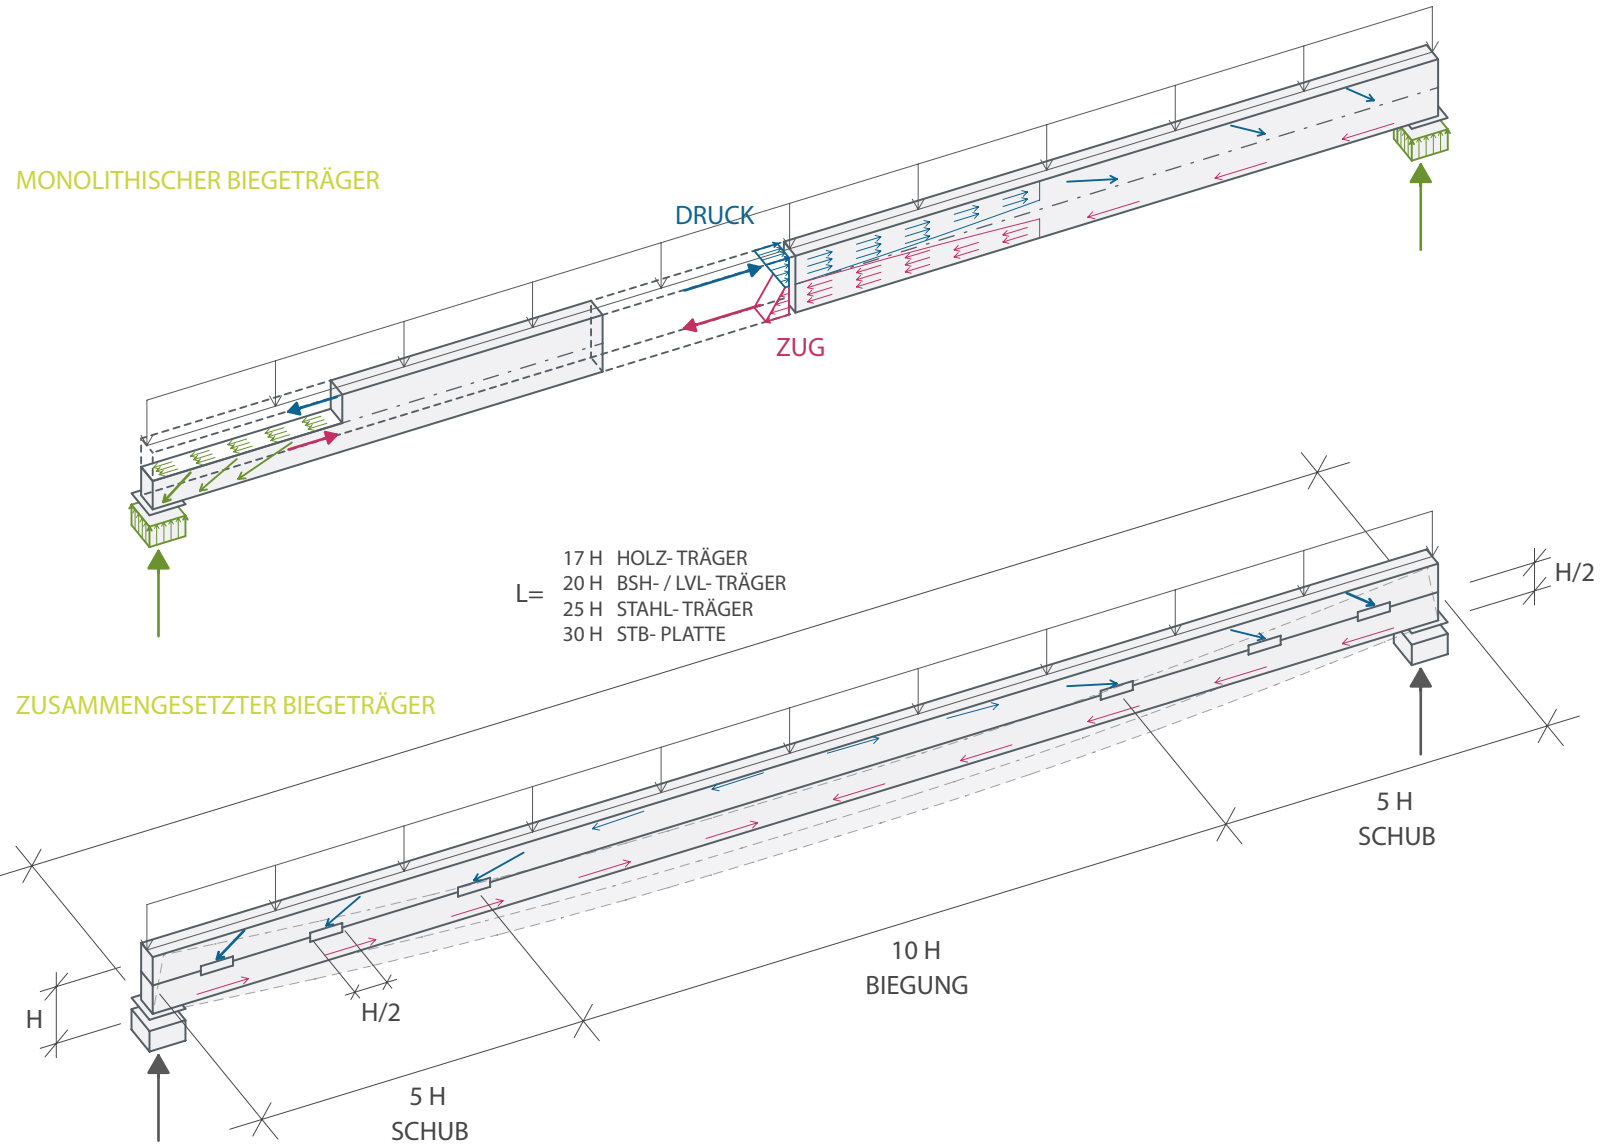 MONOLITHISCHER BIEGETRÄGER
DRUCK
ZUG
L=
17 H HOLZ- TRÄGER
20 H BSH- / LVL- TRÄGER
25 H STAHL- TRÄGER
30 H STB- PLATTE
H/2
ZUSAMMENGESETZTER BIEGETRÄGER
5 H
SCHUB
10 H
BIEGUNG
H
H/2
5 H
SCHUB